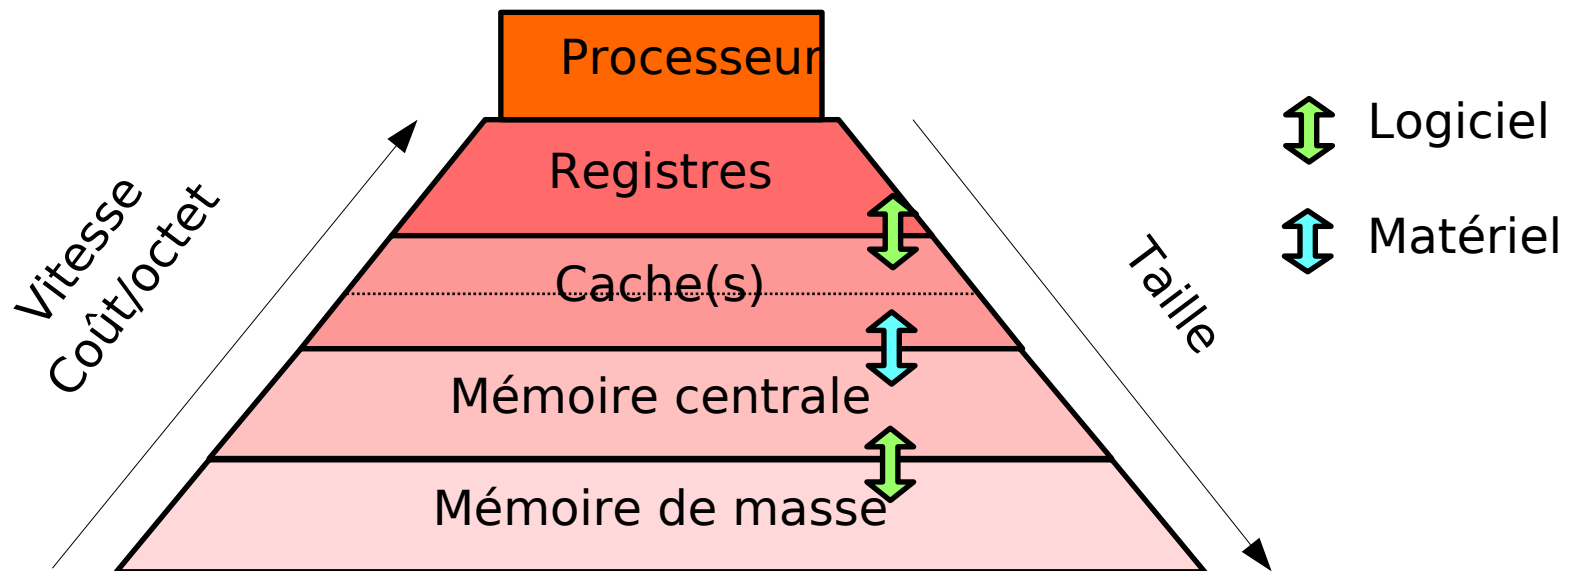 Processeur
Registres
Cache(s)
Mémoire centrale
Mémoire de masse
Vitesse
Coût/octet
Taille
Logiciel
Matériel